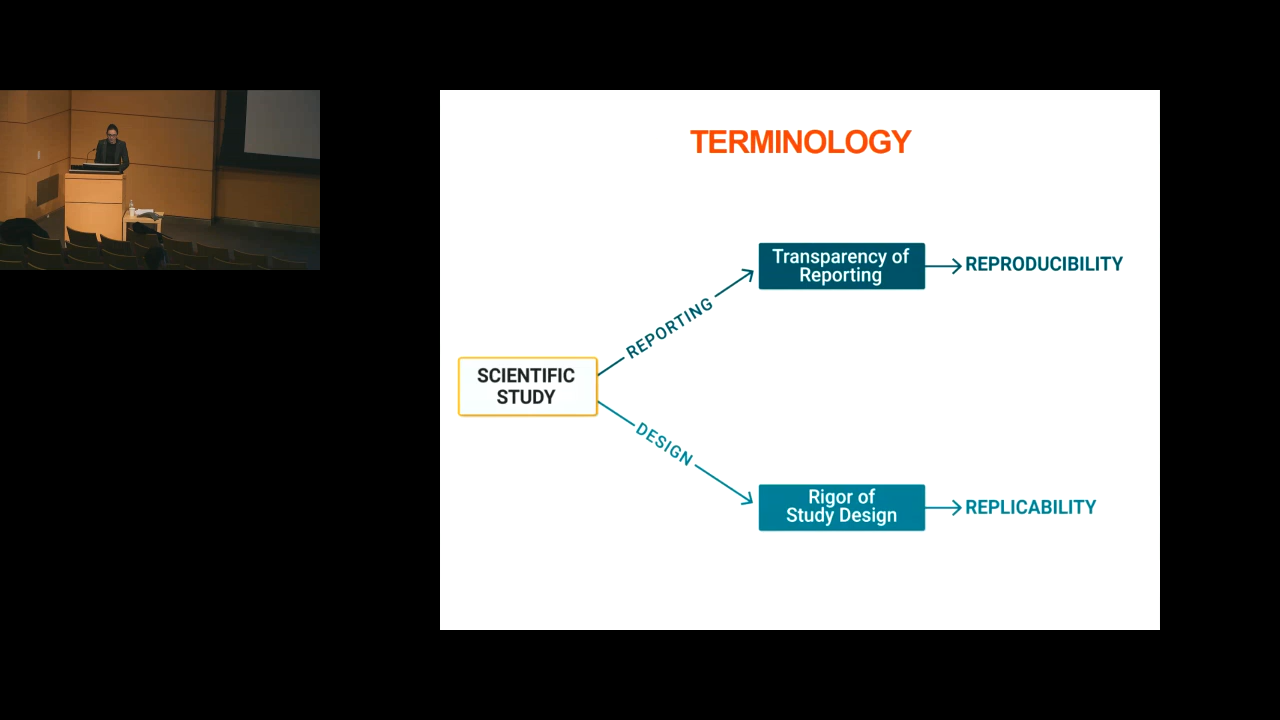 TERMINOLOGY
Transparency of
Reporting
REPRODUCIBILITY
REPORTING
SCIENTIFIC
STUDY
DESIGN
Rigor of
Study Design
REPLICABILITY